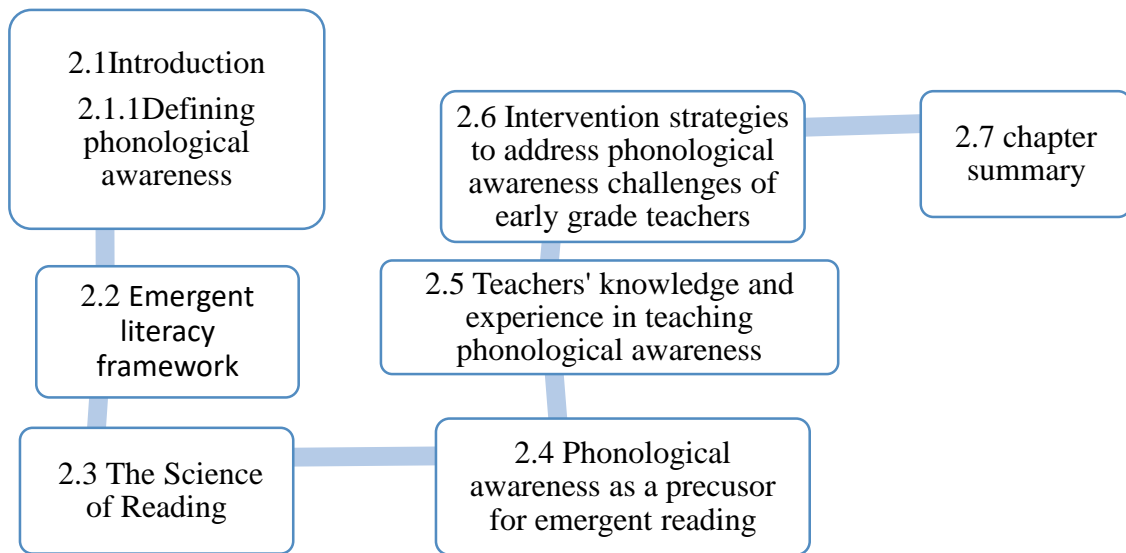 2.1Introduction
2.1.1Defining
phonological
awareness
2.2 Emergent
literacy
framework
2.3 The Science
of Reading
2.4 Phonological
awareness as a precusor
for emergent reading
2.5 Teachers' knowledge and
experience in teaching
phonological awareness
2.6 Intervention strategies
to address phonological
awareness challenges of
early grade teachers
2.7 chapter
summary